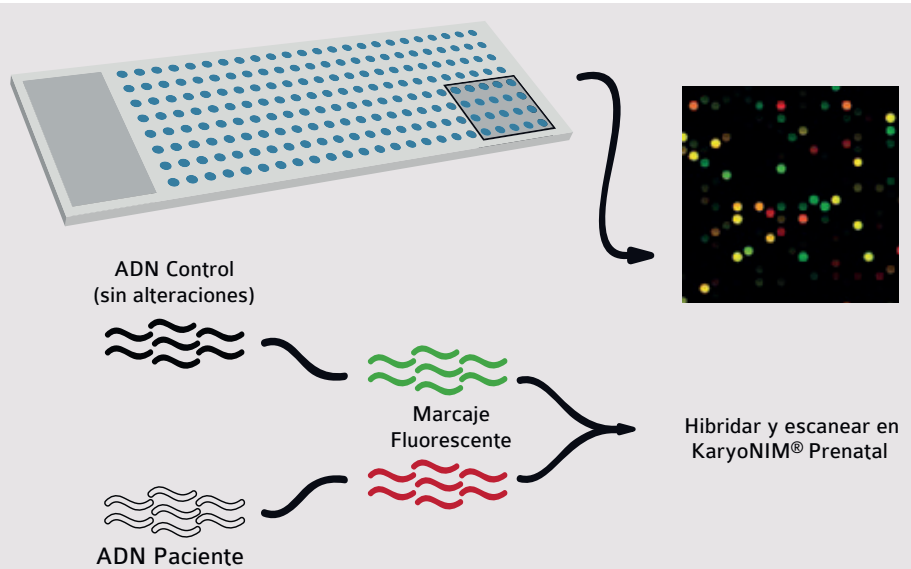 ADN Control
(sin alteraciones)
Marcaje
Fluorescente
Hibridar y escanear en
KaryoNIM® Prenatal
ADN Paciente